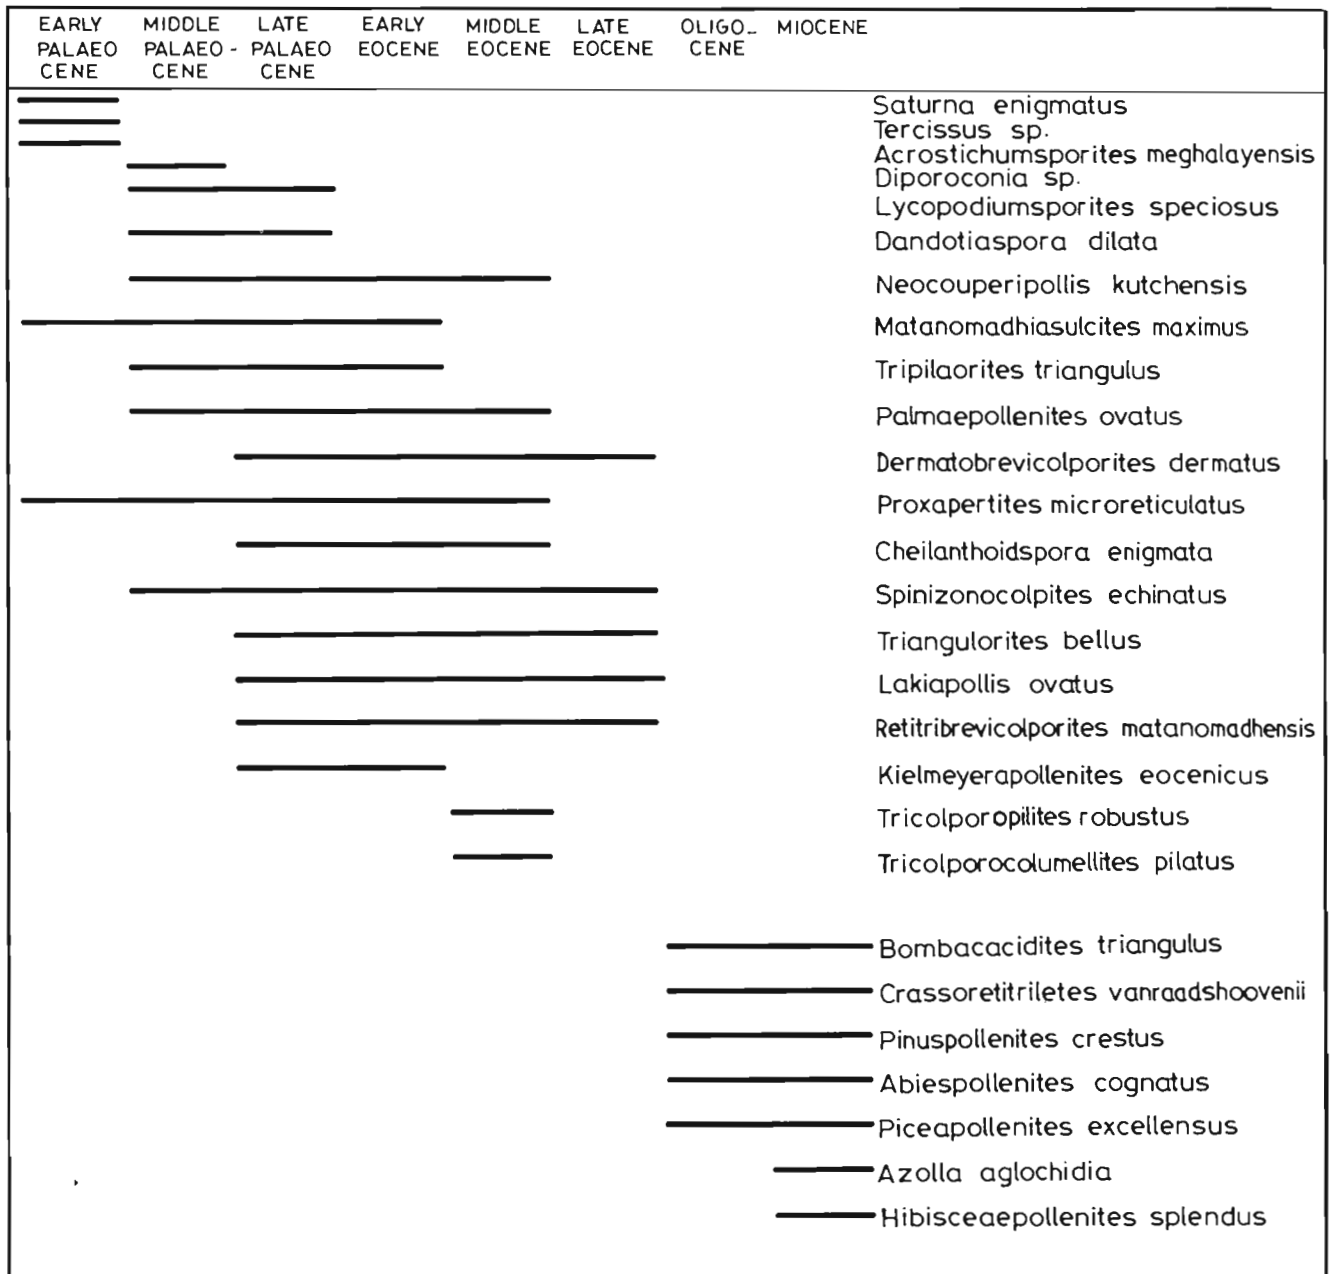 EARLY MIDDLE LATE EARLY MIDDLE LATE OLIGO- MIOCENE
PALAEO PALAEO - PALAEO EOCENE EOCENE EOCENE CENE
CENE CENE CENE
Saturna enigmatus
Tercissus sp.
Acrostichumsporites meghalayensis
Diporoconia sp.
Lycopodiumsporites speciosus
Dandotiaspora dilata
Neocouperipollis kutchensis
Matanomadhiasulcites maximus
Tripilaorites triangulus
Palmaepollenites ovatus
Dermatobrevicolporites dermatus
Proxapertites microreticulatus
Cheilanthoidspora enigmata
Spinizonocolpites echinatus
Triangulorites bellus
Lakiapollis ovatus
Retitribrevicolporites matanomadhensis
Kielmeyerapollenites eocenicus
Tricolporopilites robustus
Tricolporocolumellites pilatus
Bombacacidites triangulus
Crassoretitriletes vanraadshoovenii
Pinuspollenites crestus
Abiespollenites cognatus
Piceapollenites excellensus
Azolla aglochidia
Hibisceaepollenites splendus